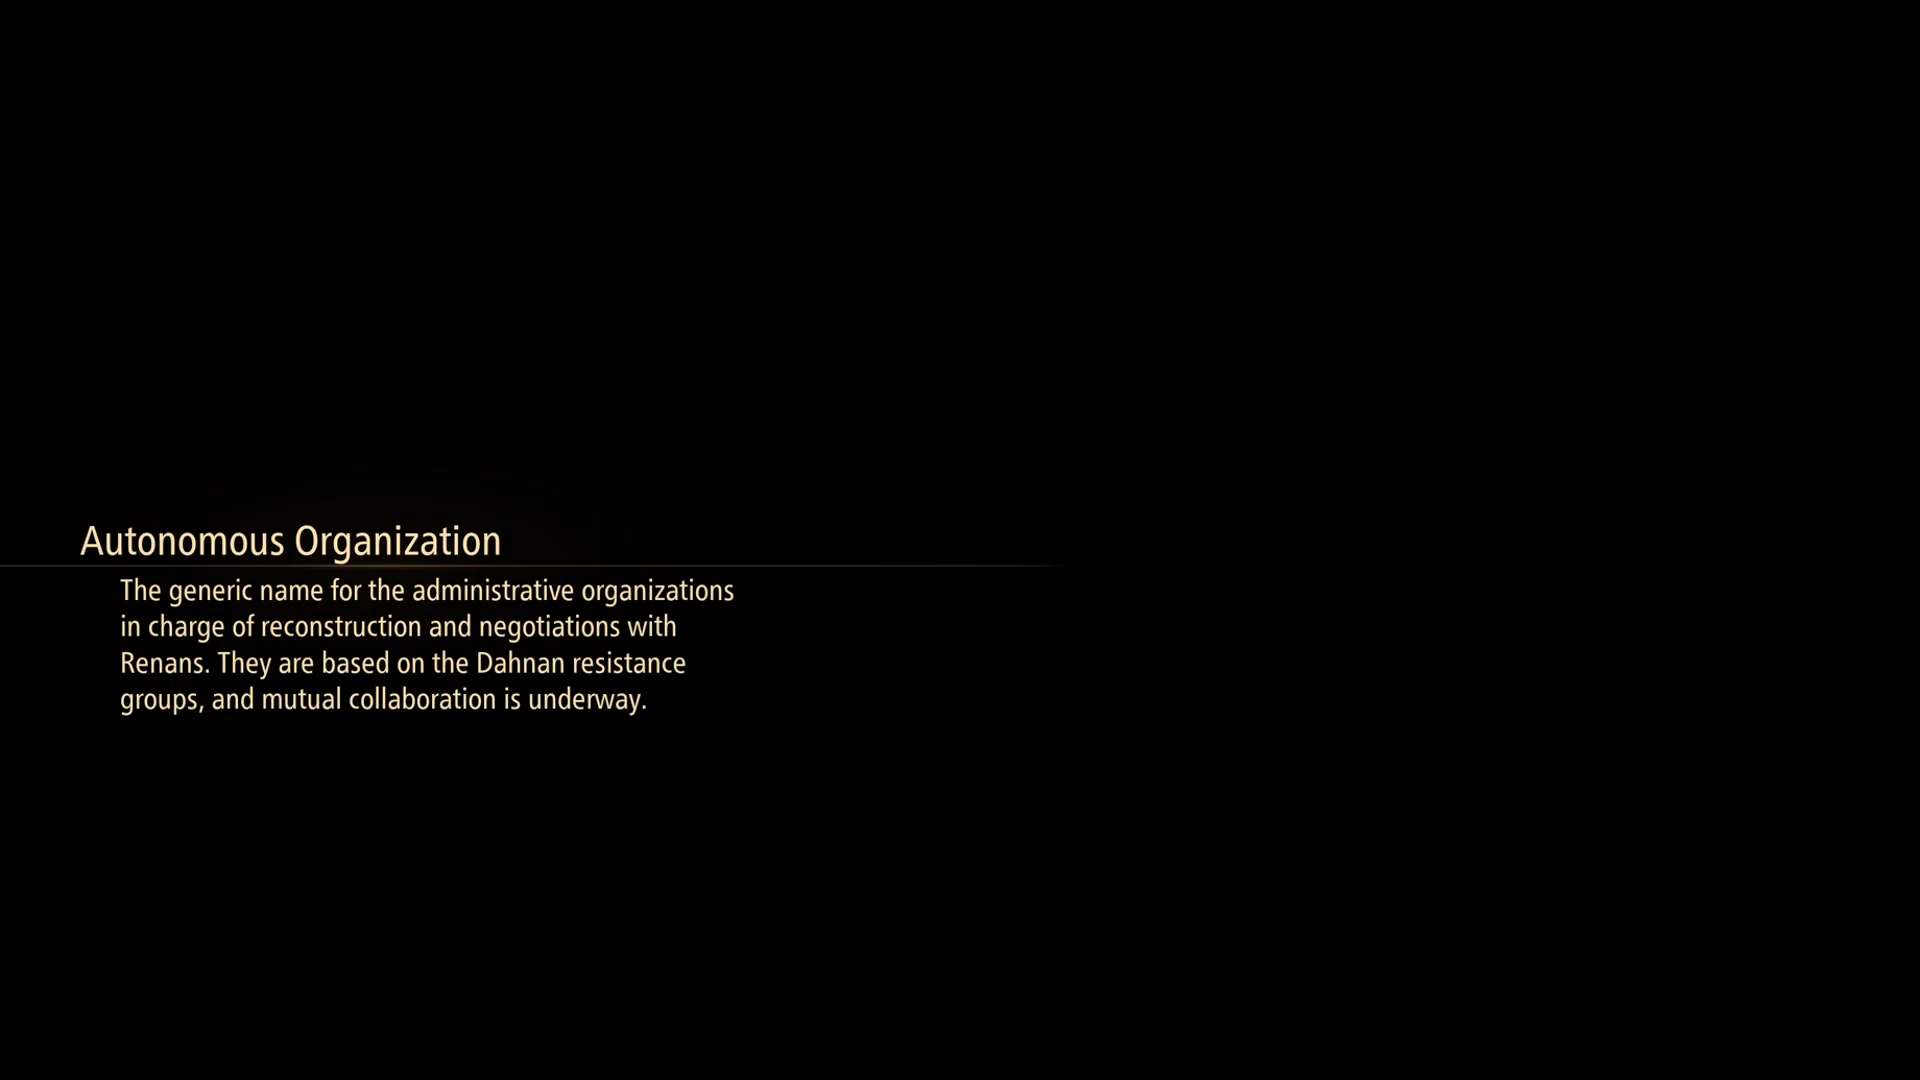 Autonomous Organization
The generic name for the administrative organizations
in charge of reconstruction and negotiations with
Renans. They are based on the Dahnan resistance
groups, and mutual collaboration is underway.